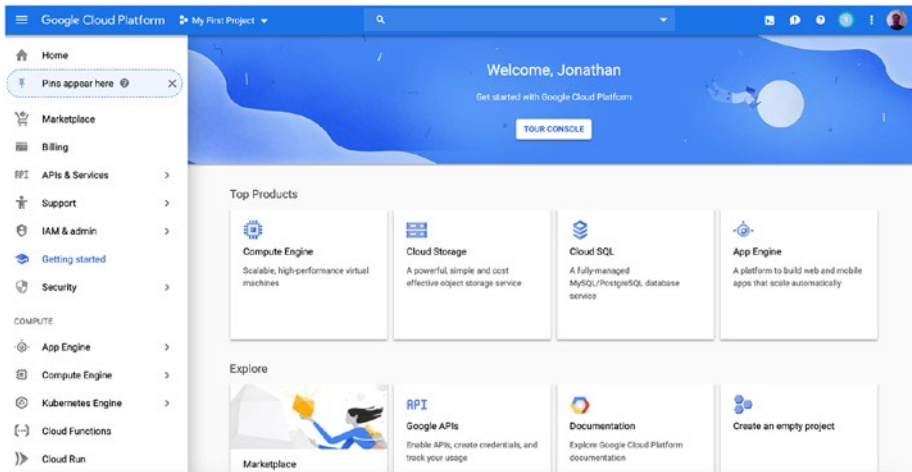 Google Cloud Platform
My First Project
Home
Pins appear here
Marketplace
Billing
API
APIs & Services
Support
IAM & admin
Getting started
Security
COMPUTE
App Engine
Compute Engine
Kubernetes Engine
Cloud Functions
Cloud Run
Welcome, Jonathan
Get started with Google Cloud Platform
TOUR CONSOLE
Top Products
Compute Engine
Scalable, high-performance virtual
machines
Cloud Storage
A powerful, simple and cost
effective object storage service
Cloud SQL
A fully-managed
MySQL/PostgreSQL database
service
App Engine
A platform to build web and mobile
apps that scale automatically
Explore
Marketplace
API
Google APIs
Enable APIs, create credentials, and
track your usage
Documentation
Explore Google Cloud Platform
documentation
Create an empty project